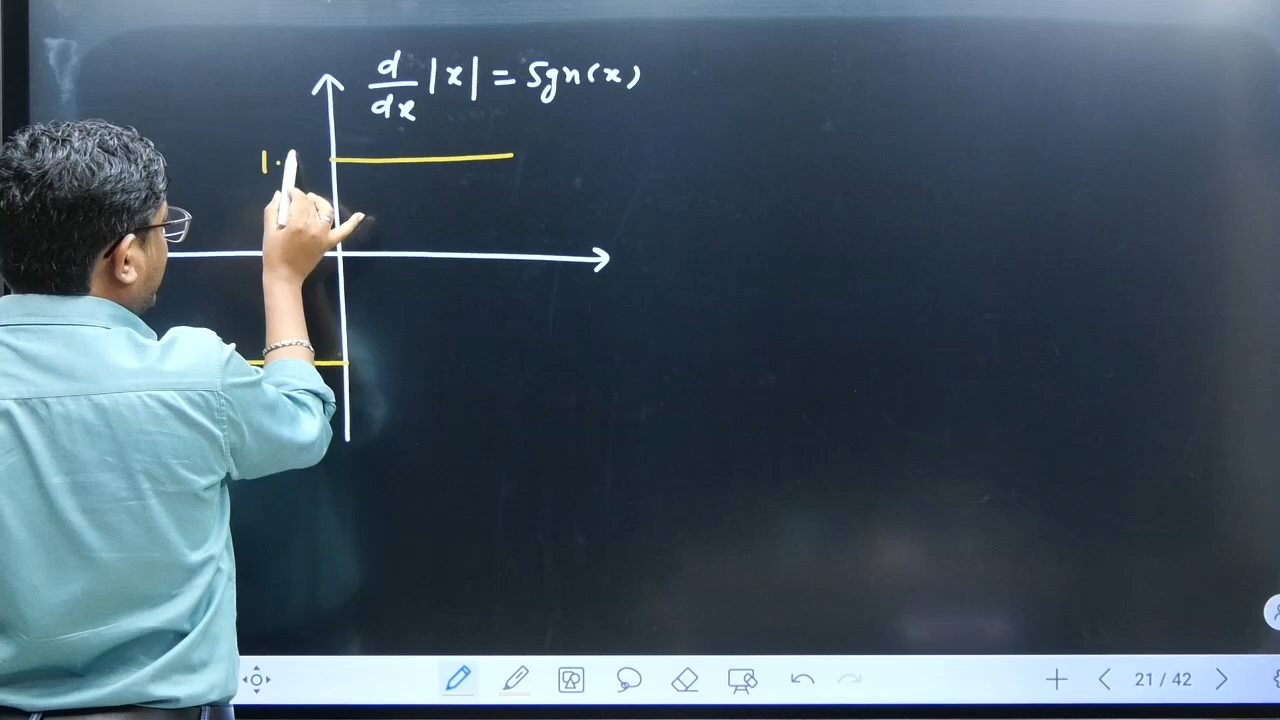 d/dx |x| = Sgn(x)
1.
21 / 42